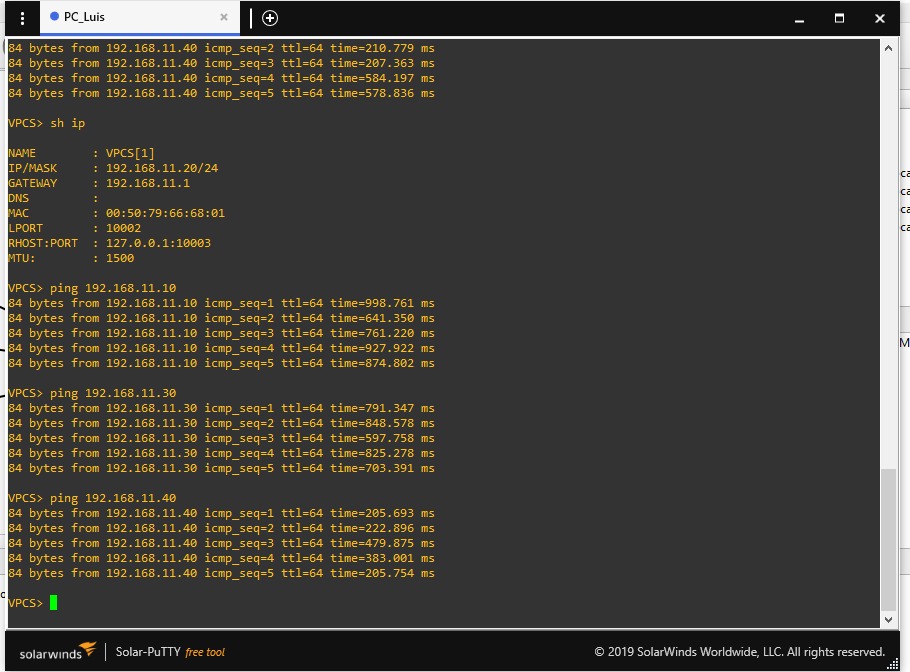 PC_Luis
84 bytes from 192.168.11.40 icmp_seq=2 ttl=64 time=210.779 ms
84 bytes from 192.168.11.40 icmp_seq=3 ttl=64 time=207.363 ms
84 bytes from 192.168.11.40 icmp_seq=4 ttl=64 time=584.197 ms
84 bytes from 192.168.11.40 icmp_seq=5 ttl=64 time=578.836 ms
VPCS> sh ip
NAME : VPCS[1]
IP/MASK : 192.168.11.20/24
GATEWAY : 192.168.11.1
DNS :
MAC : 00:50:79:66:68:01
LPORT : 10002
RHOST:PORT : 127.0.0.1:10003
MTU: : 1500
VPCS> ping 192.168.11.10
84 bytes from 192.168.11.10 icmp_seq=1 ttl=64 time=998.761 ms
84 bytes from 192.168.11.10 icmp_seq=2 ttl=64 time=641.350 ms
84 bytes from 192.168.11.10 icmp_seq=3 ttl=64 time=761.220 ms
84 bytes from 192.168.11.10 icmp_seq=4 ttl=64 time=927.922 ms
84 bytes from 192.168.11.10 icmp_seq=5 ttl=64 time=874.802 ms
VPCS> ping 192.168.11.30
84 bytes from 192.168.11.30 icmp_seq=1 ttl=64 time=791.347 ms
84 bytes from 192.168.11.30 icmp_seq=2 ttl=64 time=848.578 ms
84 bytes from 192.168.11.30 icmp_seq=3 ttl=64 time=597.758 ms
84 bytes from 192.168.11.30 icmp_seq=4 ttl=64 time=825.278 ms
84 bytes from 192.168.11.30 icmp_seq=5 ttl=64 time=703.391 ms
VPCS> ping 192.168.11.40
84 bytes from 192.168.11.40 icmp_seq=1 ttl=64 time=205.693 ms
84 bytes from 192.168.11.40 icmp_seq=2 ttl=64 time=222.896 ms
84 bytes from 192.168.11.40 icmp_seq=3 ttl=64 time=479.875 ms
84 bytes from 192.168.11.40 icmp_seq=4 ttl=64 time=383.001 ms
84 bytes from 192.168.11.40 icmp_seq=5 ttl=64 time=205.754 ms
VPCS>
solarwinds Solar-PuTTY free tool © 2019 SolarWinds Worldwide, LLC. All rights reserved.